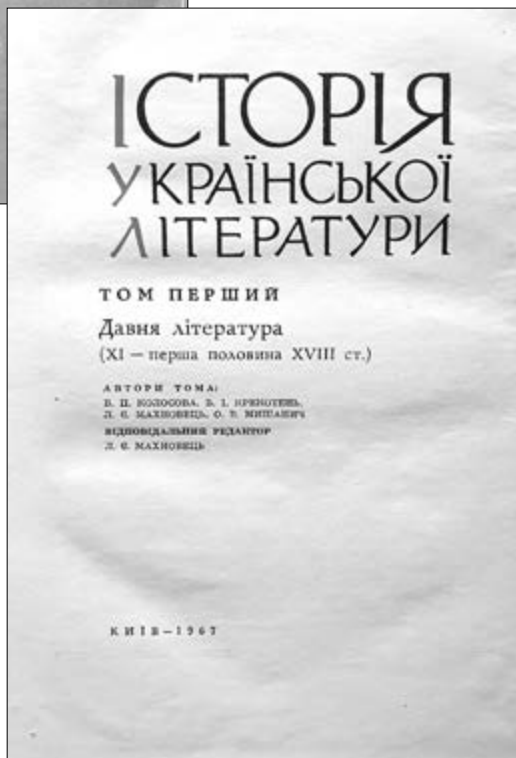 ІСТОРІЯ
УКРАЇНСЬКОЇ
ЛІТЕРАТУРИ
ТОМ ПЕРШИЙ
Давня література
(XI — перша половина XVIII ст.)
АВТОРИ ТОМА:
В. П. КОЛОСОВА, В. І. КРЕКОТЕНЬ,
Л. Є. МАХНОВЕЦЬ, О. В. МИШАНИЧ
ВІДПОВІДАЛЬНИЙ РЕДАКТОР
Л. Є. МАХНОВЕЦЬ
КИЇВ — 1967